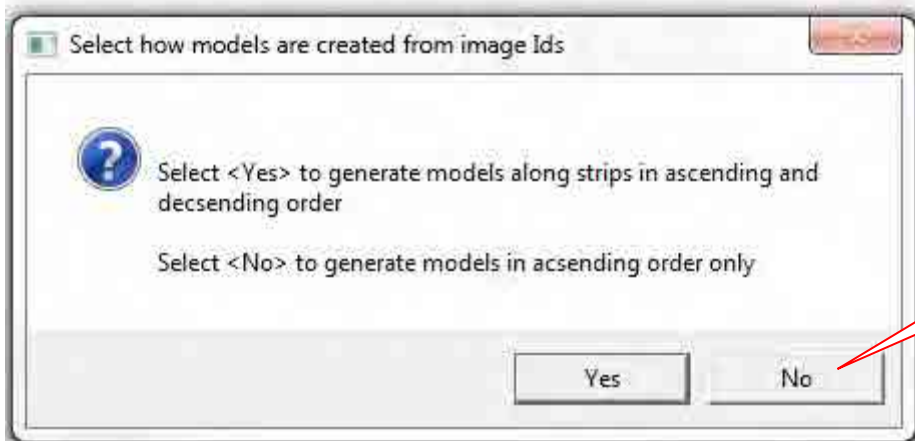 Select how models are created from image Ids
Select <Yes> to generate models along strips in ascending and
decsending order
Select <No> to generate models in acsending order only
Yes
No